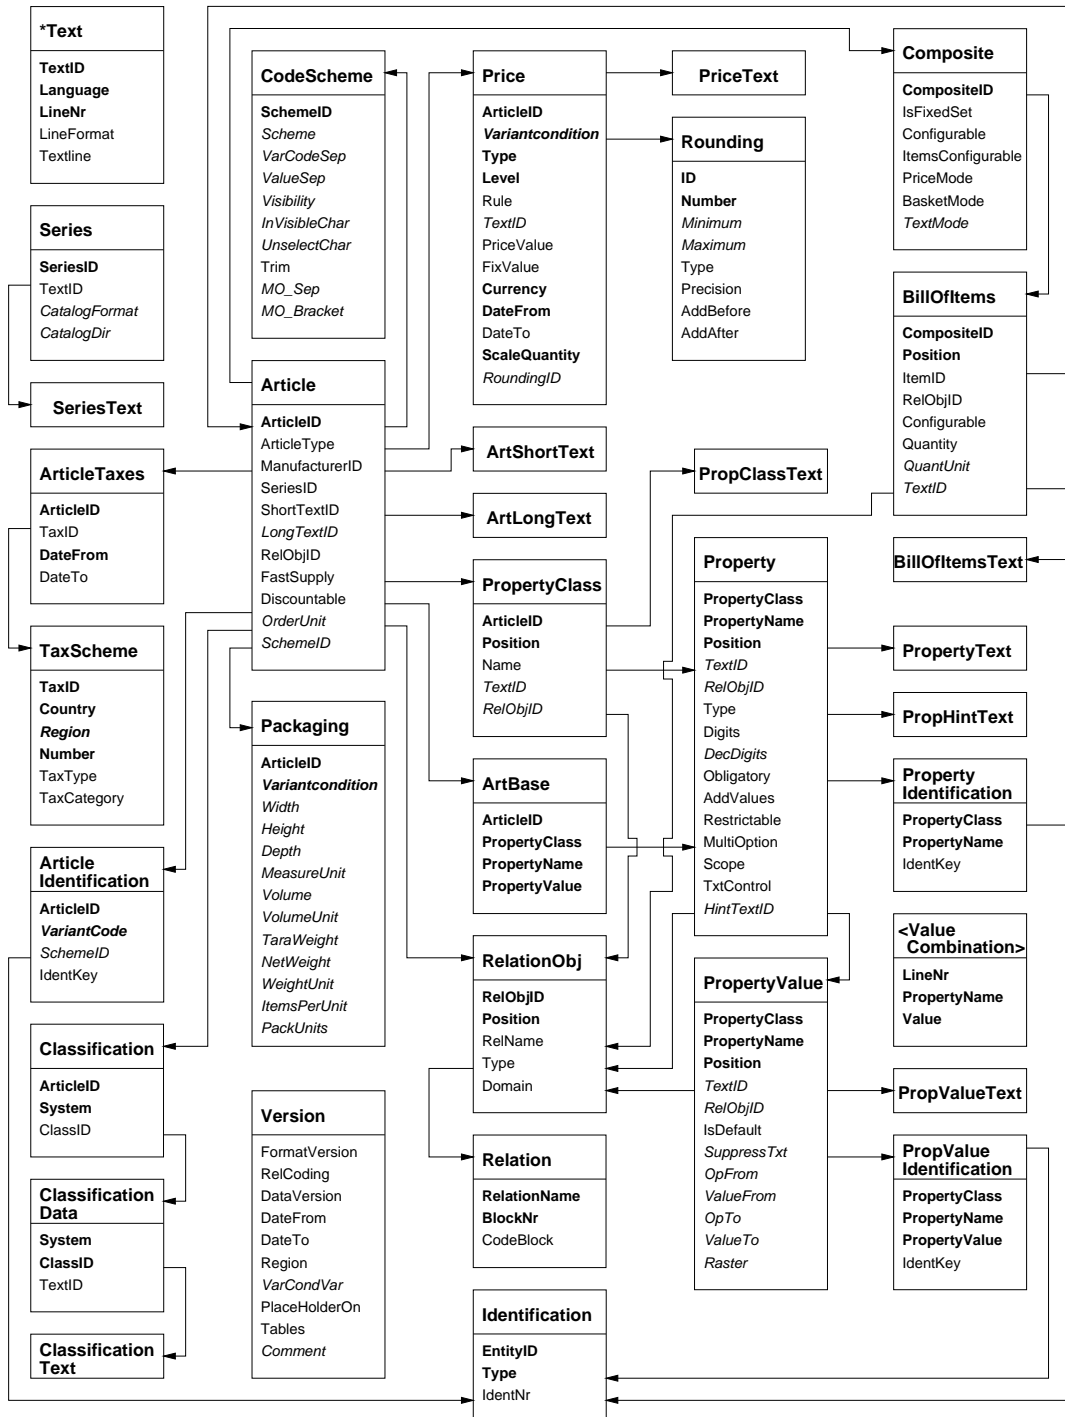 *Text
TextID
Language
LineNr
LineFormat
Textline
Series
SeriesID
TextID
CatalogFormat
CatalogDir
SeriesText
ArticleTaxes
ArticleID
TaxID
DateFrom
DateTo
TaxScheme
TaxID
Country
Region
Number
TaxType
TaxCategory
Article
Identification
ArticleID
VariantCode
SchemeID
IdentKey
Classification
ArticleID
System
ClassID
Classification
Data
System
ClassID
TextID
Classification
Text
CodeScheme
SchemeID
Scheme
VarCodeSep
ValueSep
Visibility
InVisibleChar
UnselectChar
Trim
MO_Sep
MO_Bracket
Article
ArticleID
ArticleType
ManufacturerID
SeriesID
ShortTextID
LongTextID
RelObjID
FastSupply
Discountable
OrderUnit
SchemeID
Packaging
ArticleID
Variantcondition
Width
Height
Depth
MeasureUnit
Volume
VolumeUnit
TaraWeight
NetWeight
WeightUnit
ItemsPerUnit
PackUnits
Version
FormatVersion
RelCoding
DataVersion
DateFrom
DateTo
Region
VarCondVar
PlaceHolderOn
Tables
Comment
Price
ArticleID
Variantcondition
Type
Level
Rule
TextID
PriceValue
FixValue
Currency
DateFrom
DateTo
ScaleQuantity
RoundingID
ArtShortText
ArtLongText
PropertyClass
ArticleID
Position
Name
TextID
RelObjID
ArtBase
ArticleID
PropertyClass
PropertyName
PropertyValue
RelationObj
RelObjID
Position
RelName
Type
Domain
Relation
RelationName
BlockNr
CodeBlock
Identification
EntityID
Type
IdentNr
PriceText
Rounding
ID
Number
Minimum
Maximum
Type
Precision
AddBefore
AddAfter
PropClassText
Property
PropertyClass
PropertyName
Position
TextID
RelObjID
Type
Digits
DecDigits
Obligatory
AddValues
Restrictable
MultiOption
Scope
TxtControl
HintTextID
PropertyValue
PropertyClass
PropertyName
Position
TextID
RelObjID
IsDefault
SuppressTxt
OpFrom
ValueFrom
OpTo
ValueTo
Raster
Composite
CompositeID
IsFixedSet
Configurable
ItemsConfigurable
PriceMode
BasketMode
TextMode
BillOfItems
CompositeID
Position
ItemID
RelObjID
Configurable
Quantity
QuantUnit
TextID
BillOfItemsText
PropertyText
PropHintText
Property
Identification
PropertyClass
PropertyName
IdentKey
<Value
Combination>
LineNr
PropertyName
Value
PropValueText
PropValue
Identification
PropertyClass
PropertyName
PropertyValue
IdentKey